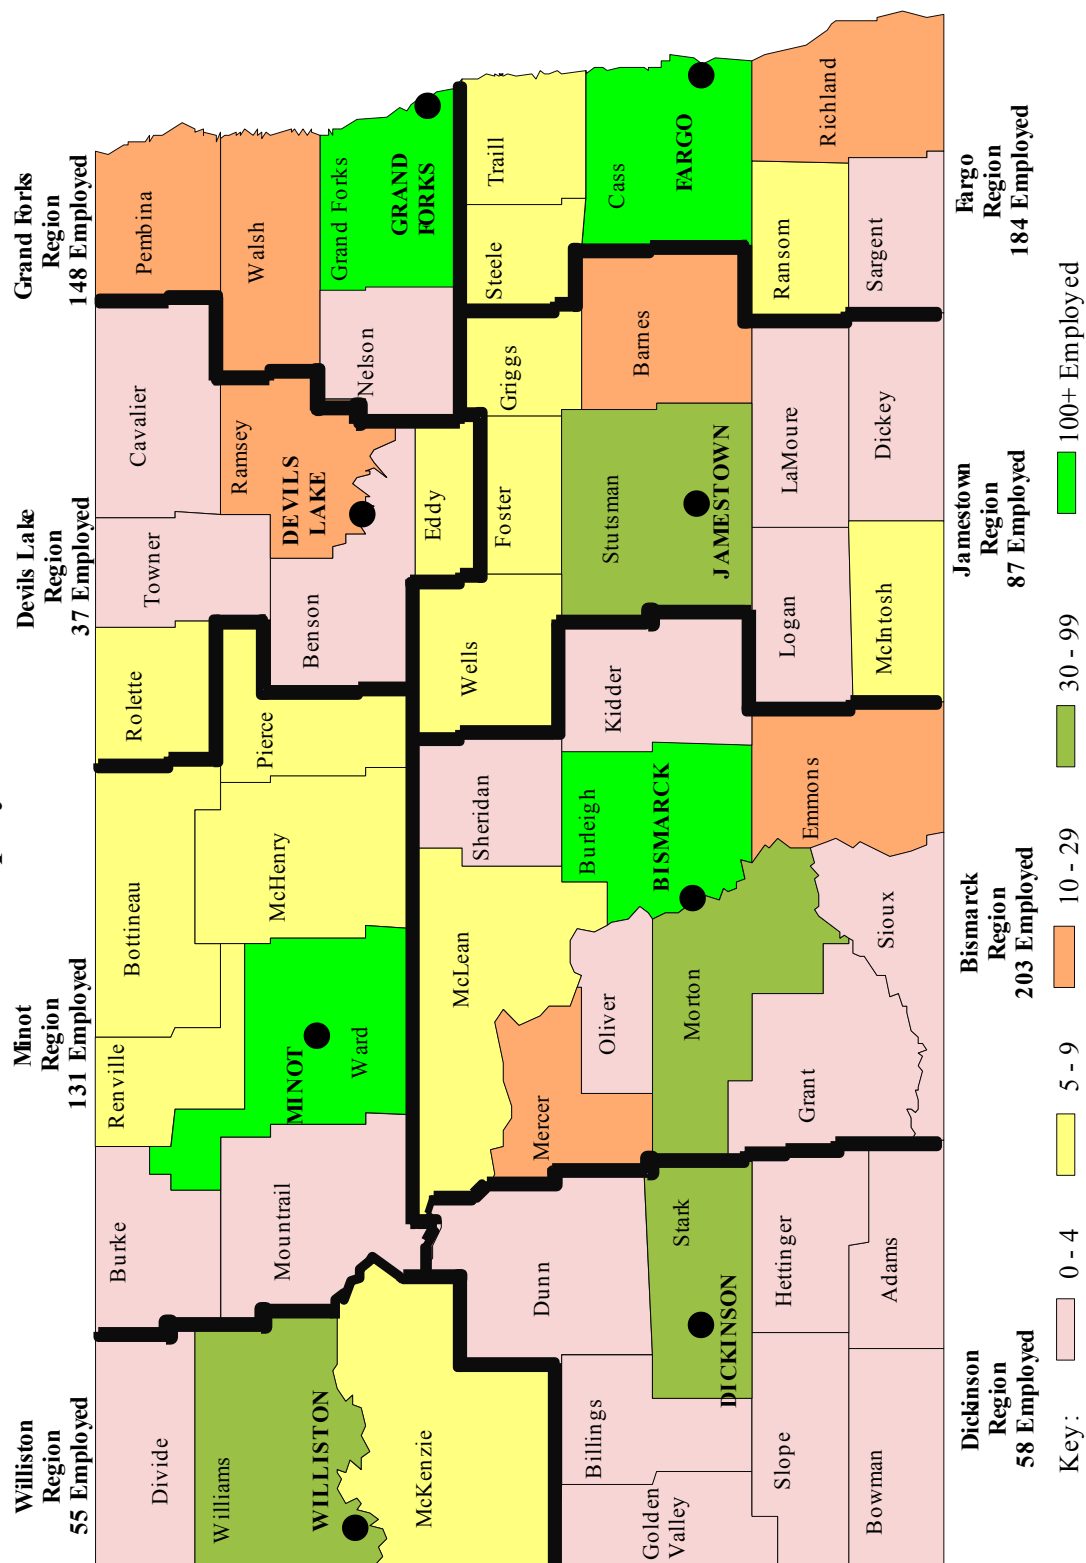 Williston
Region
55 Employed
Minot
Region
131 Employed
Devils Lake
Region
37 Employed
Grand Forks
Region
148 Employed
Divide
Burke
Renville
Bottineau
Rolette
Towner
Cavalier
Pembina
Williams
WILLISTON
Mountrail
MINOT
Ward
McHenry
Pierce
Benson
Ramsey
DEVILS
LAKE
Walsh
Nelson
Grand Forks
GRAND
FORKS
McKenzie
Dunn
McLean
Mercer
Oliver
Sheridan
Wells
Eddy
Foster
Griggs
Steele
Traill
Billings
Golden
Valley
Stark
DICKINSON
Morton
Burleigh
BISMARCK
Kidder
Stutsman
JAMESTOWN
Barnes
Cass
FARGO
Slope
Hettinger
Grant
Sioux
Emmons
Logan
LaMoure
Ransom
Richland
Bowman
Adams
McIntosh
Dickey
Sargent
Dickinson
Region
58 Employed
Bismarck
Region
203 Employed
Jamestown
Region
87 Employed
Fargo
Region
184 Employed
Key: 0 - 4 5 - 9 10 - 29 30 - 99 100+ Employed